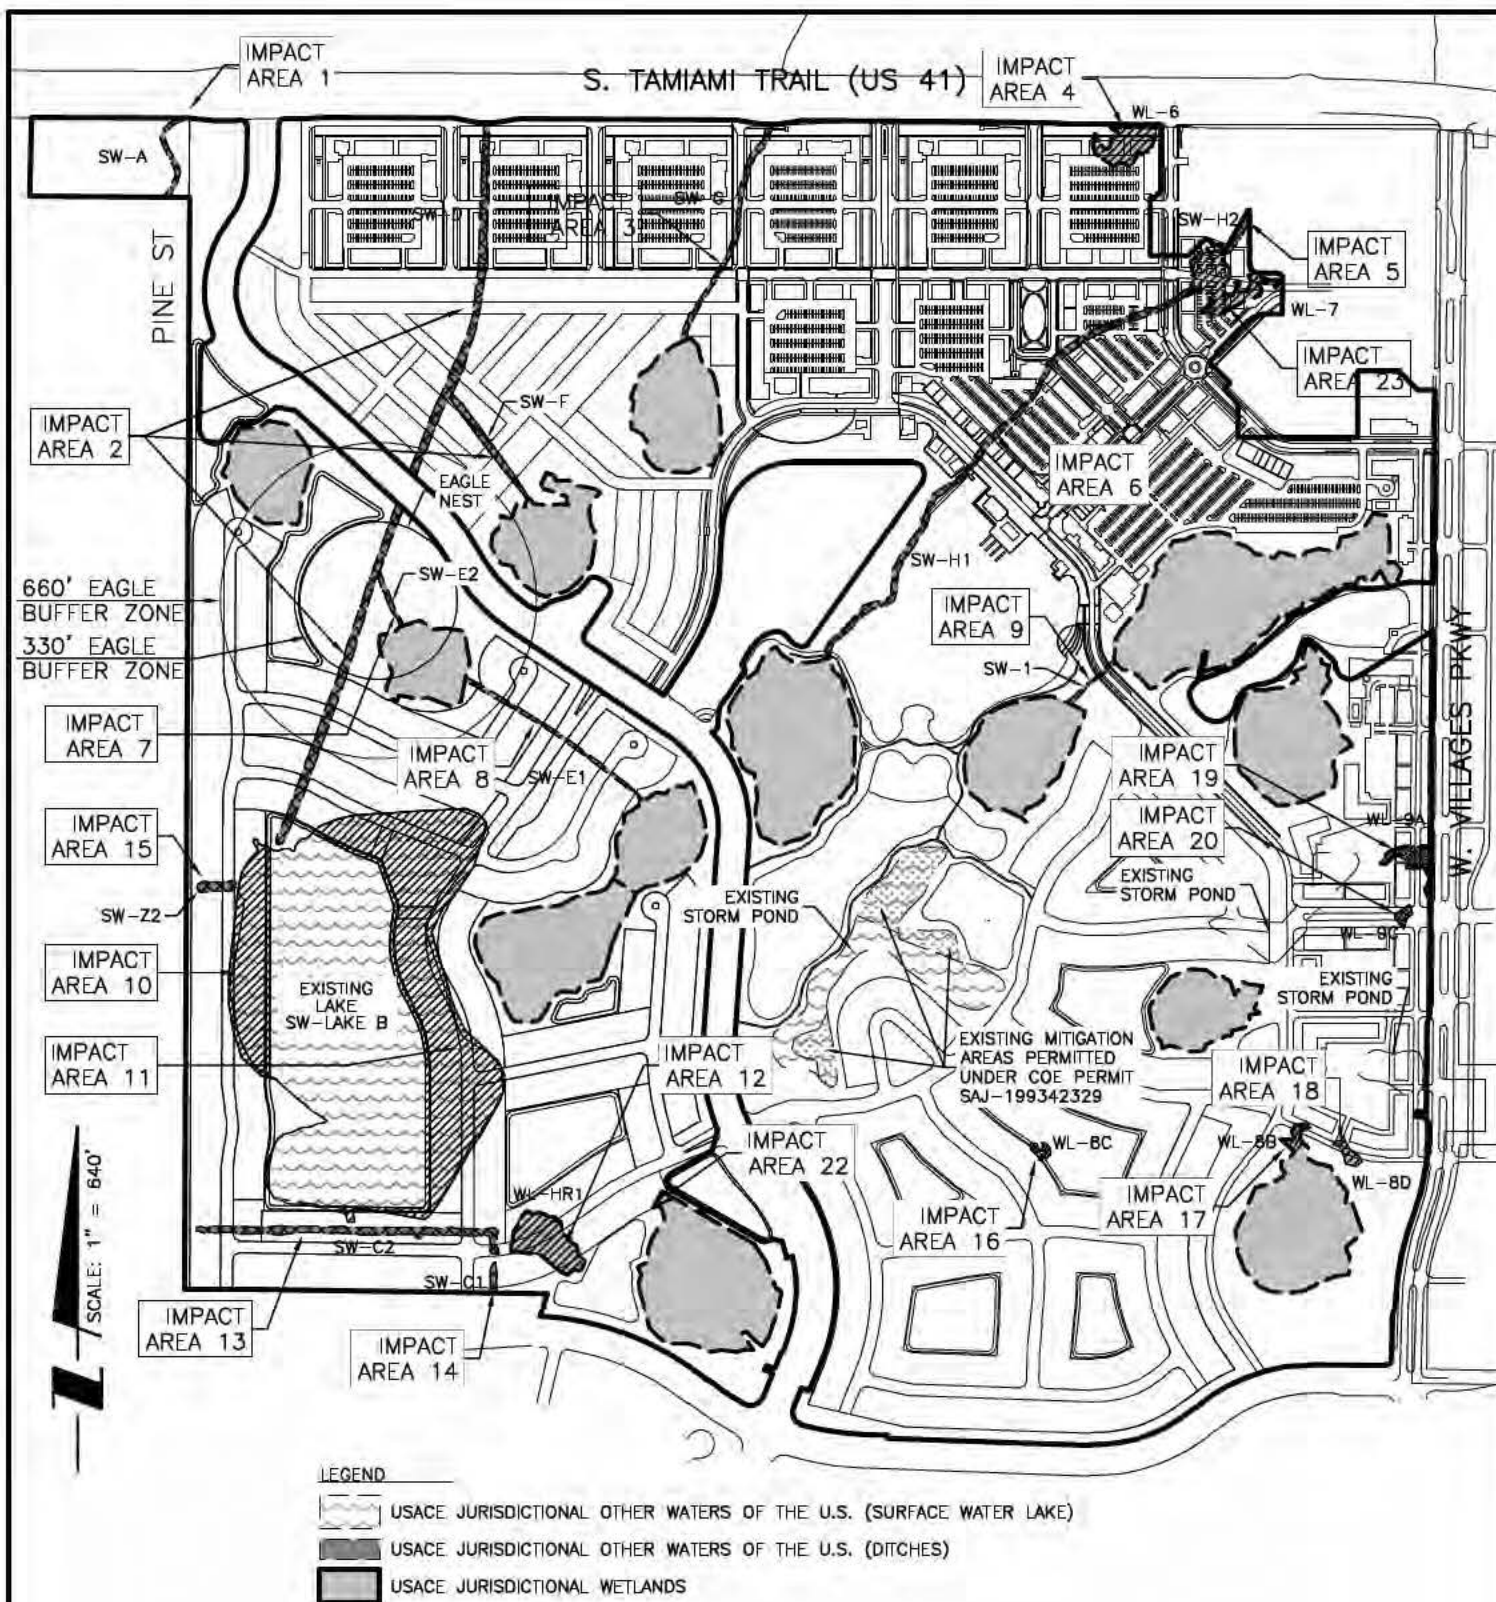 IMPACT
AREA 1
S. TAMIAMI TRAIL (US 41)
IMPACT
AREA 4
WL-6
SW-A
SW-D
IMPACT
AREA 3
SW-G
SW-H2
IMPACT
AREA 5
PINE ST
WL-7
IMPACT
AREA 23
SW-F
IMPACT
AREA 2
EAGLE
NEST
IMPACT
AREA 6
SW-E2
SW-H1
660' EAGLE
BUFFER ZONE
330' EAGLE
BUFFER ZONE
IMPACT
AREA 9
SW-1
W. VILLAGES PKWY
IMPACT
AREA 7
IMPACT
AREA 8
SW-E1
IMPACT
AREA 19
IMPACT
AREA 20
WL-9A
IMPACT
AREA 15
SW-Z2
EXISTING
STORM POND
EXISTING
STORM POND
WL-9C
IMPACT
AREA 10
EXISTING
LAKE
SW-LAKE B
EXISTING
STORM POND
IMPACT
AREA 11
IMPACT
AREA 12
EXISTING MITIGATION
AREAS PERMITTED
UNDER COE PERMIT
SAJ-199342329
IMPACT
AREA 18
IMPACT
AREA 22
WL-8C
WL-8B
WL-8D
IMPACT
AREA 17
WL-HR1
IMPACT
AREA 16
SW-C2
SW-C1
SCALE: 1" = 640'
IMPACT
AREA 13
IMPACT
AREA 14
N
LEGEND
USACE JURISDICTIONAL OTHER WATERS OF THE U.S. (SURFACE WATER LAKE)
USACE JURISDICTIONAL OTHER WATERS OF THE U.S. (DITCHES)
USACE JURISDICTIONAL WETLANDS